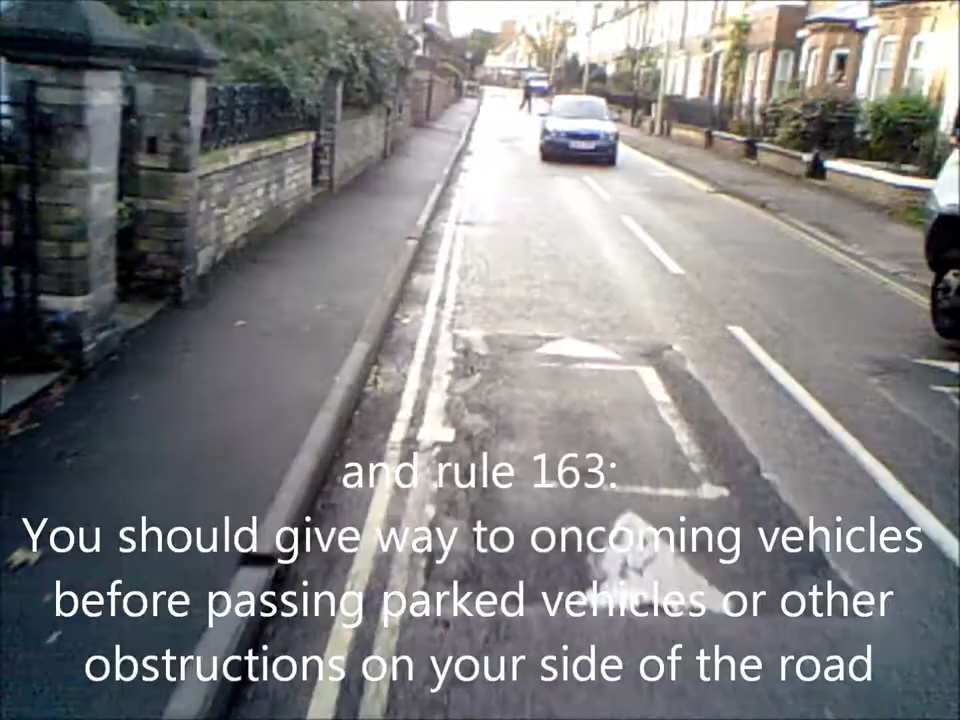 and rule 163:
You should give way to oncoming vehicles
before passing parked vehicles or other
obstructions on your side of the road